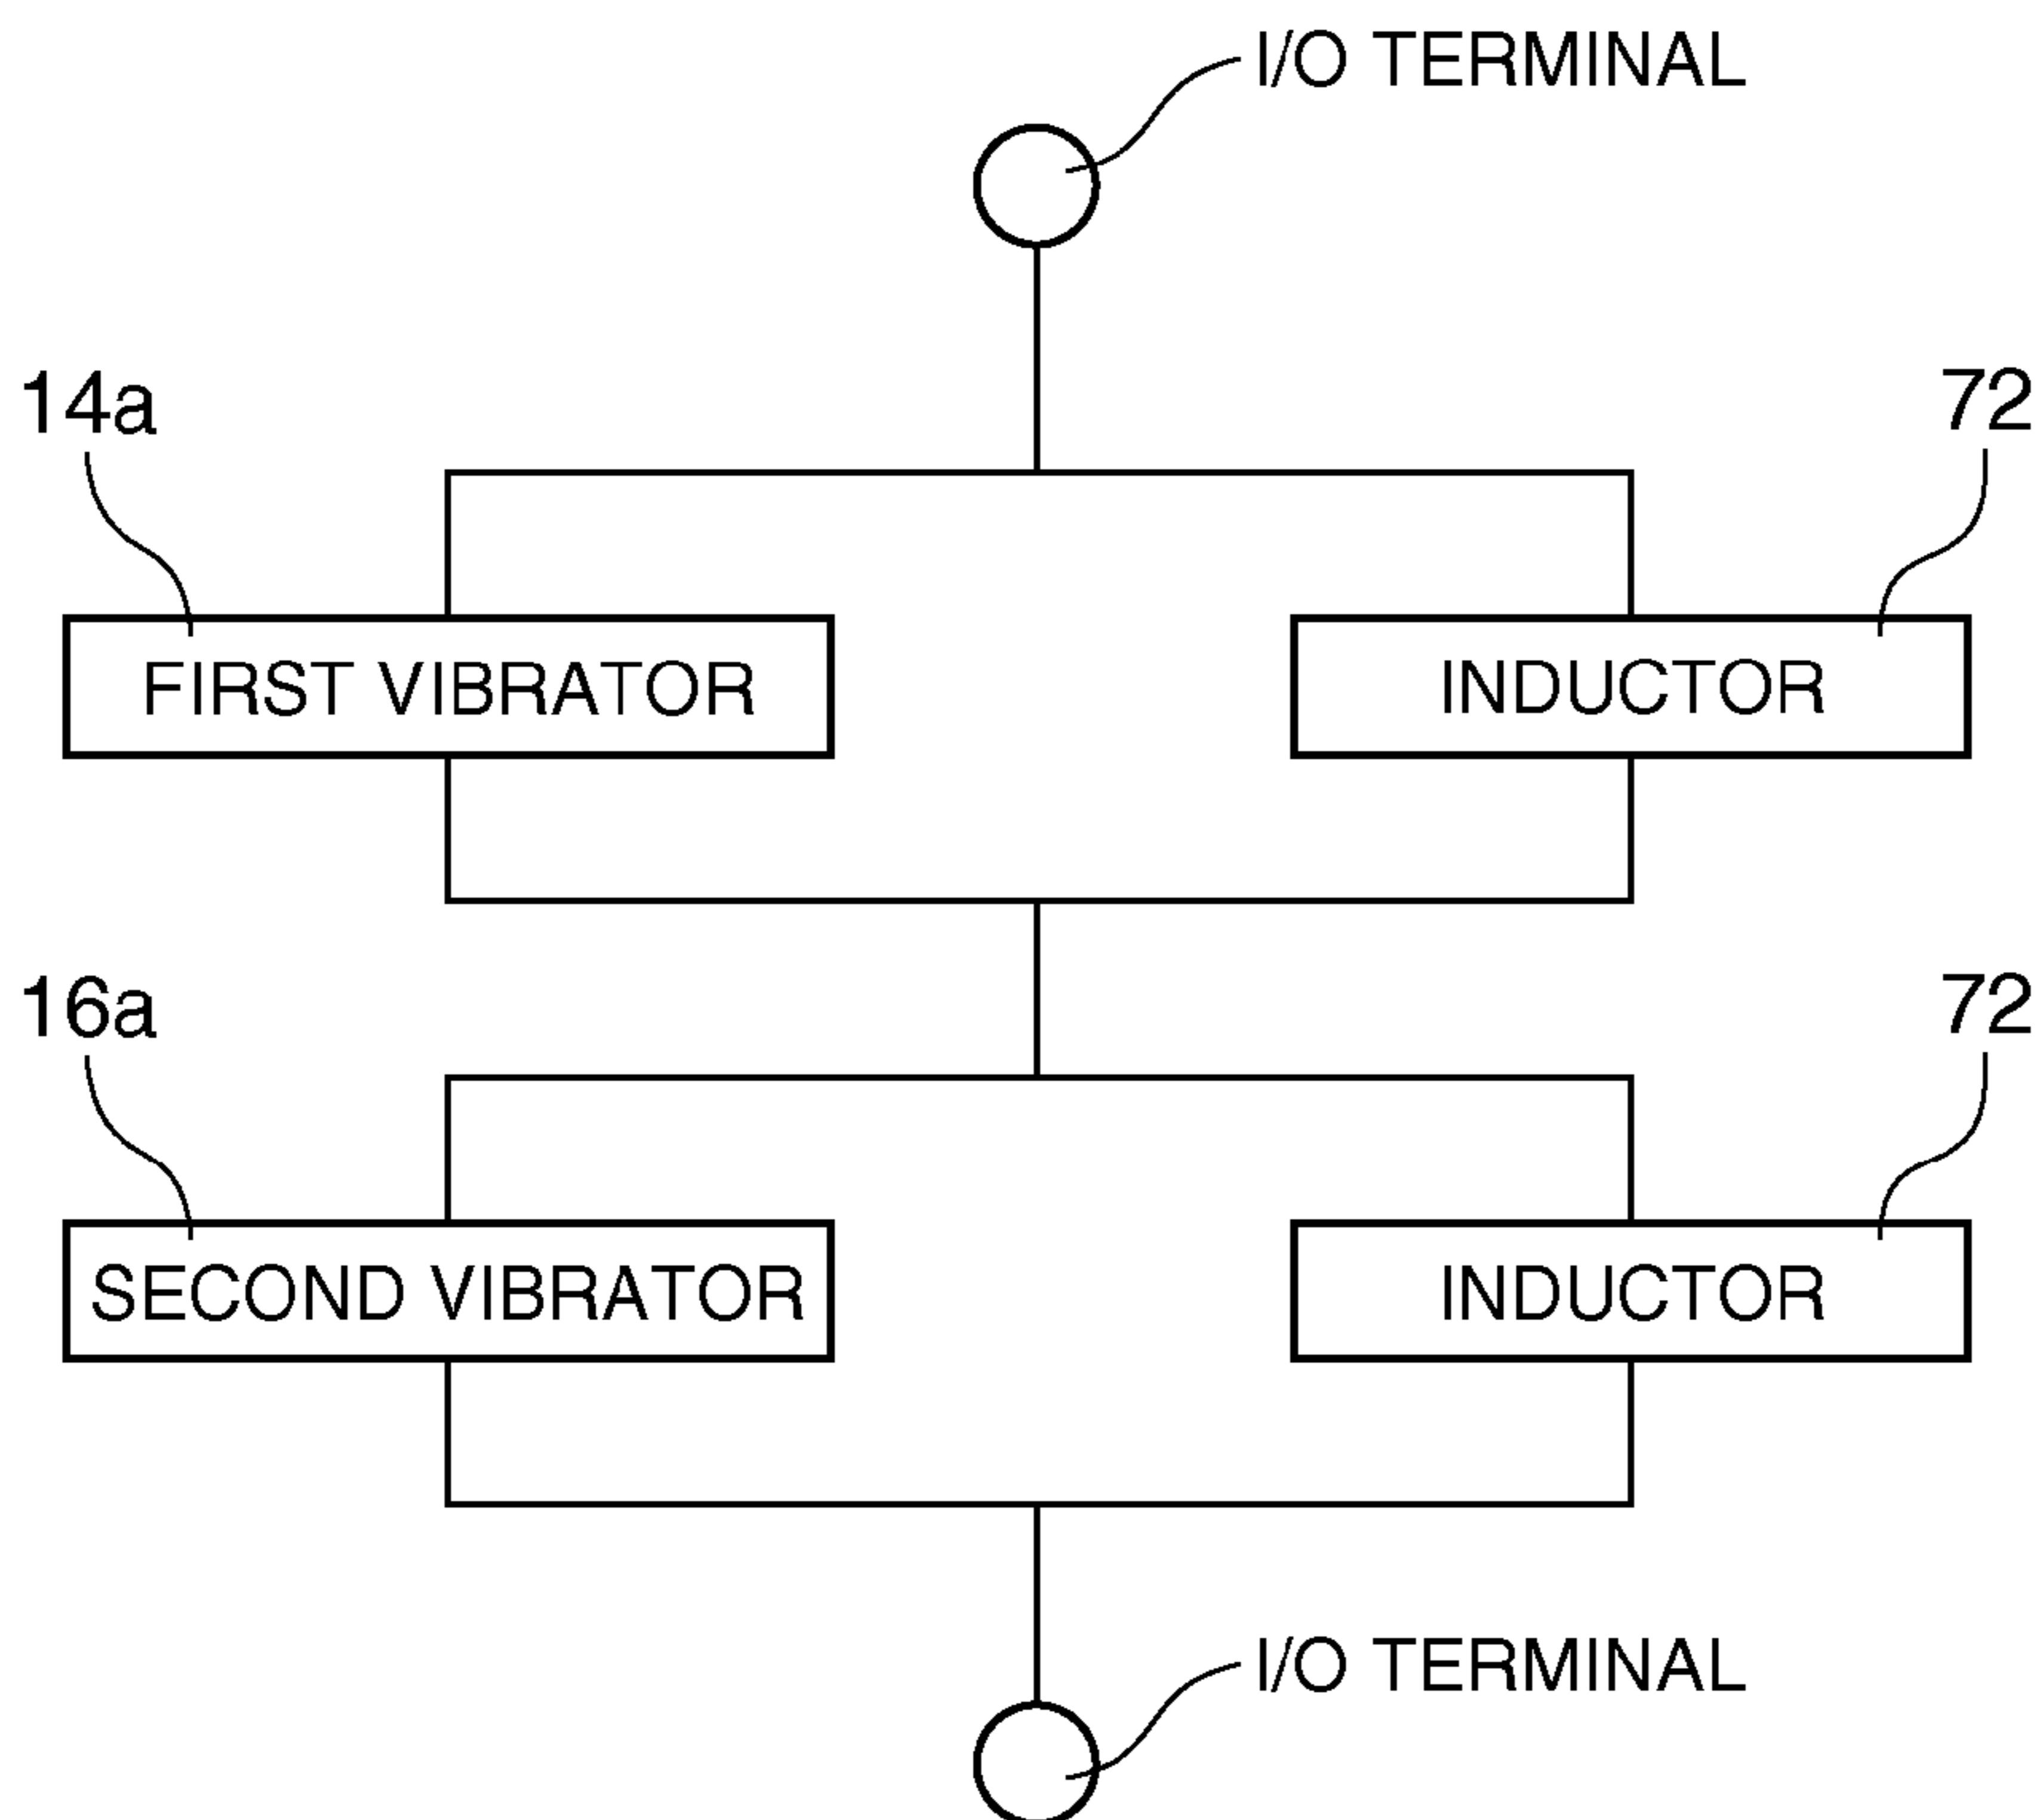 I/O TERMINAL
14a
72
FIRST VIBRATOR
INDUCTOR
16a
72
SECOND VIBRATOR
INDUCTOR
I/O TERMINAL